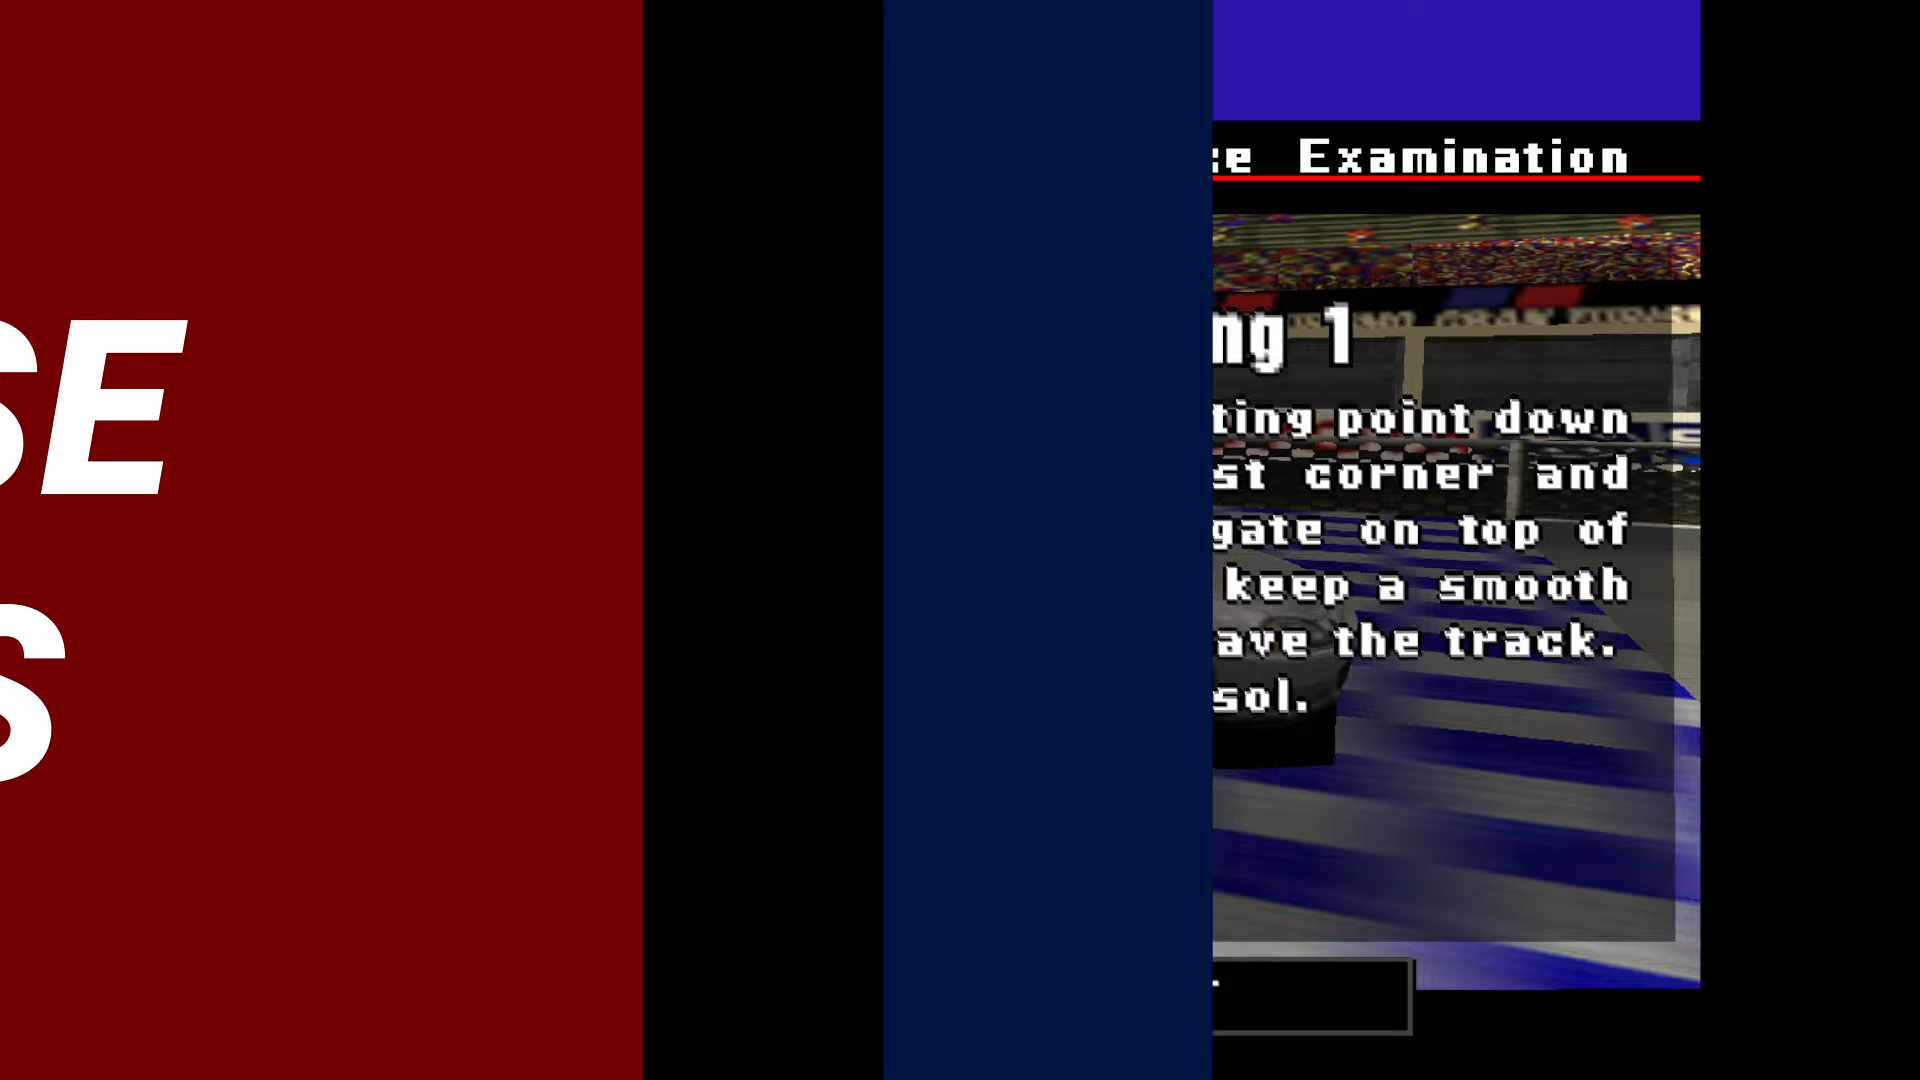 SE
S
ce Examination
ng 1
ting point down
st corner and
gate on top of
keep a smooth
ave the track.
sol.